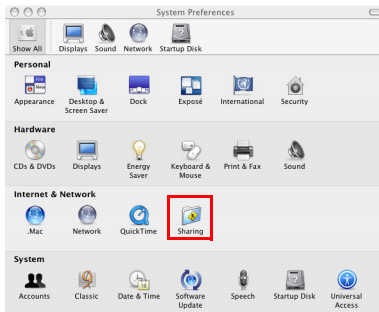 System Preferences
Show All Displays Sound Network Startup Disk
Personal
Appearance Desktop & Screen Saver Dock Exposé International Security
Hardware
CDs & DVDs Displays Energy Saver Keyboard & Mouse Print & Fax Sound
Internet & Network
.Mac Network QuickTime Sharing
System
Accounts Classic Date & Time Software Update Speech Startup Disk Universal Access